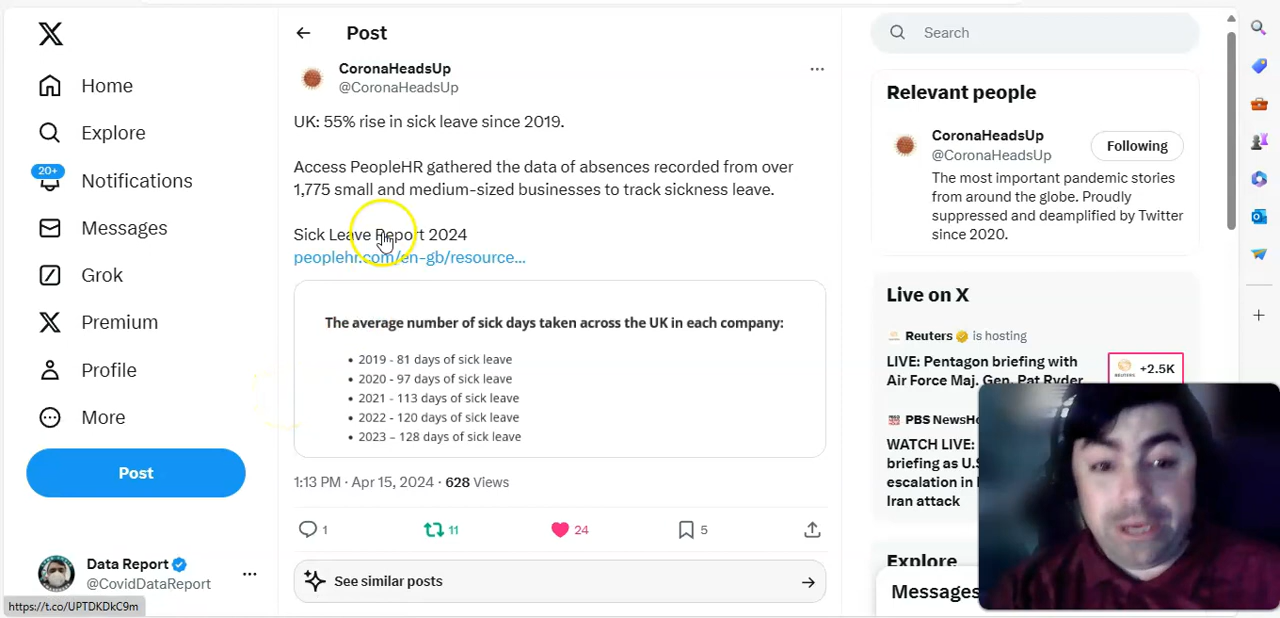 Post
Search
Home
Explore
20+
Notifications
Messages
Grok
Premium
Profile
More
Post
Data Report
@CovidDataReport
https://t.co/UPTDKDkC9m
CoronaHeadsUp
@CoronaHeadsUp
UK: 55% rise in sick leave since 2019.
Access PeopleHR gathered the data of absences recorded from over
1,775 small and medium-sized businesses to track sickness leave.
Sick Leave Report 2024
peoplehr.com/en-gb/resource...
The average number of sick days taken across the UK in each company:
• 2019 - 81 days of sick leave
• 2020 - 97 days of sick leave
• 2021 - 113 days of sick leave
• 2022 - 120 days of sick leave
• 2023 – 128 days of sick leave
1:13 PM · Apr 15, 2024 · 628 Views
1 11 24 5
See similar posts
Relevant people
CoronaHeadsUp
@CoronaHeadsUp
Following
The most important pandemic stories
from around the globe. Proudly
suppressed and deamplified by Twitter
since 2020.
Live on X
Reuters is hosting
LIVE: Pentagon briefing with
Air Force Maj. Gen. Pat Ryder
+2.5K
PBS NewsHo
WATCH LIVE:
briefing as U.S
escalation in
Iran attack
Explore
Messages